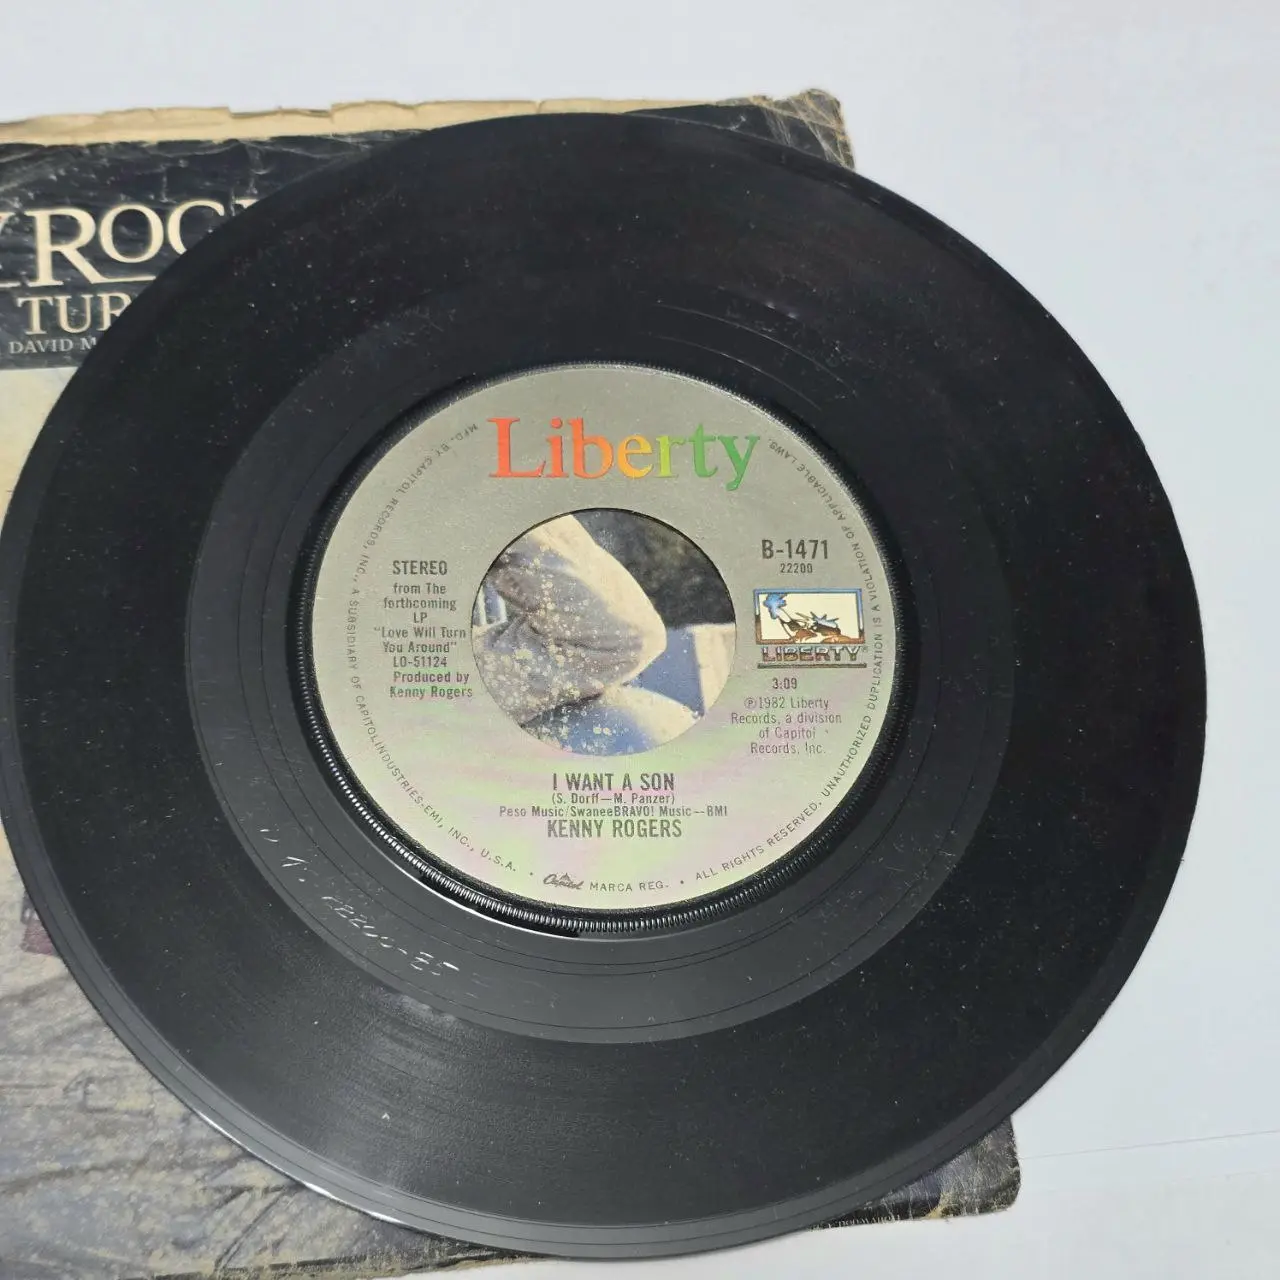 ROC
TUR
DAVID M
Liberty
MFD. BY CAPITOL RECORDS, INC., A SUBSIDIARY OF CAPITOL INDUSTRIES-EMI, INC., U.S.A. • Capitol MARCA REG. • ALL RIGHTS RESERVED. UNAUTHORIZED DUPLICATION IS A VIOLATION OF APPLICABLE LAWS.
STEREO
from The
forthcoming
LP
"Love Will Turn
You Around"
LO-51124
Produced by
Kenny Rogers
B-1471
22200
LIBERTY®
3:09
Ⓟ1982 Liberty
Records, a division
of Capitol
Records, Inc.
I WANT A SON
(S. Dorff—M. Panzer)
Peso Music/SwaneeBRAVO! Music--BMI
KENNY ROGERS